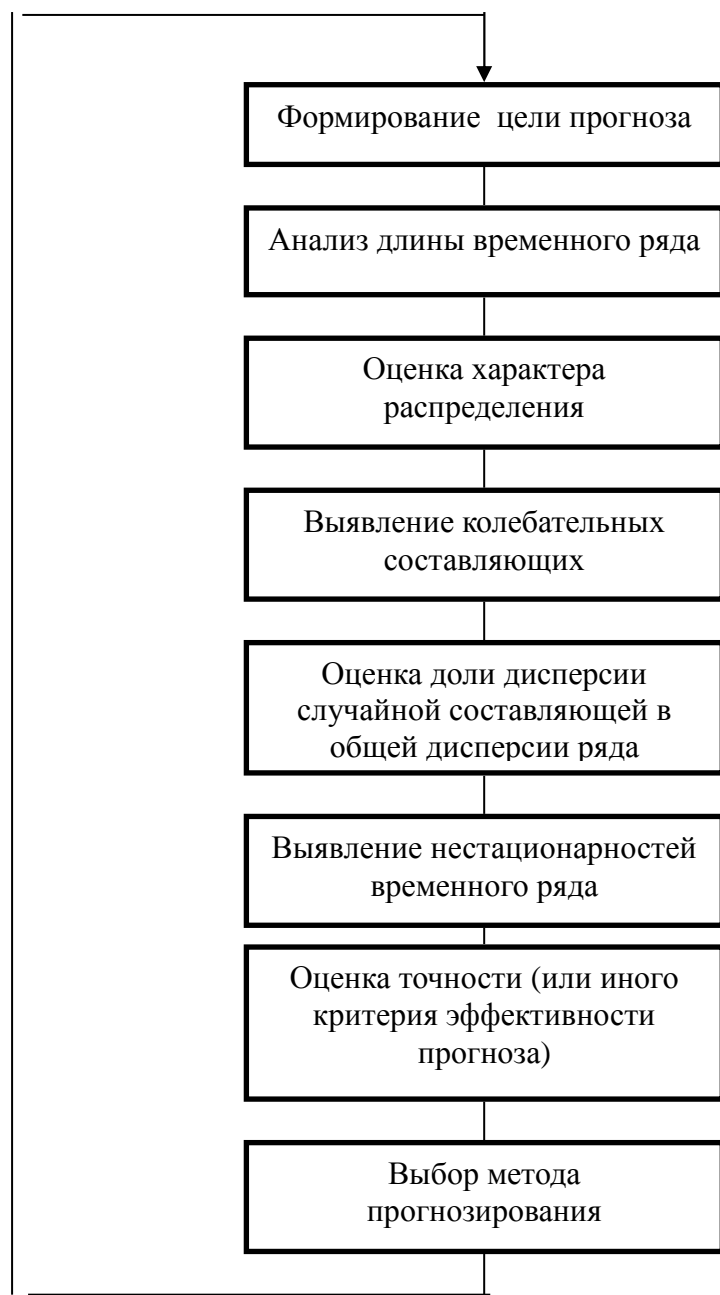 Формирование цели прогноза
Анализ длины временного ряда
Оценка характера
распределения
Выявление колебательных
составляющих
Оценка доли дисперсии
случайной составляющей в
общей дисперсии ряда
Выявление нестационарностей
временного ряда
Оценка точности (или иного
критерия эффективности
прогноза)
Выбор метода
прогнозирования